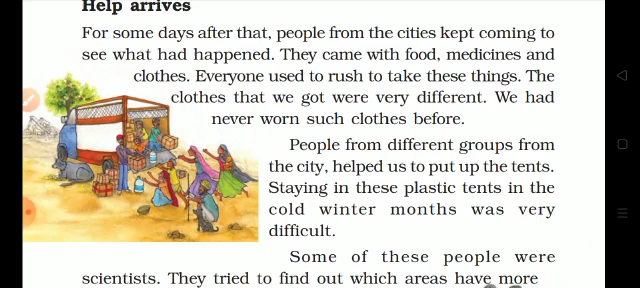 Help arrives
For some days after that, people from the cities kept coming to
see what had happened. They came with food, medicines and
clothes. Everyone used to rush to take these things. The
clothes that we got were very different. We had
never worn such clothes before.
People from different groups from
the city, helped us to put up the tents.
Staying in these plastic tents in the
cold winter months was very
difficult.
Some of these people were
scientists. They tried to find out which areas have more